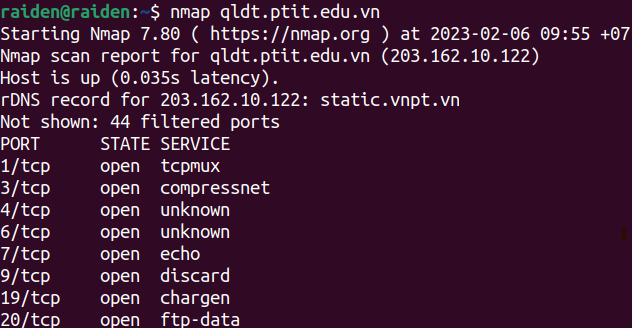 raiden@raiden:~$ nmap qldt.ptit.edu.vn
Starting Nmap 7.80 ( https://nmap.org ) at 2023-02-06 09:55 +07
Nmap scan report for qldt.ptit.edu.vn (203.162.10.122)
Host is up (0.035s latency).
rDNS record for 203.162.10.122: static.vnpt.vn
Not shown: 44 filtered ports
PORT      STATE SERVICE
1/tcp     open  tcpmux
3/tcp     open  compressnet
4/tcp     open  unknown
6/tcp     open  unknown
7/tcp     open  echo
9/tcp     open  discard
19/tcp    open  chargen
20/tcp    open  ftp-data